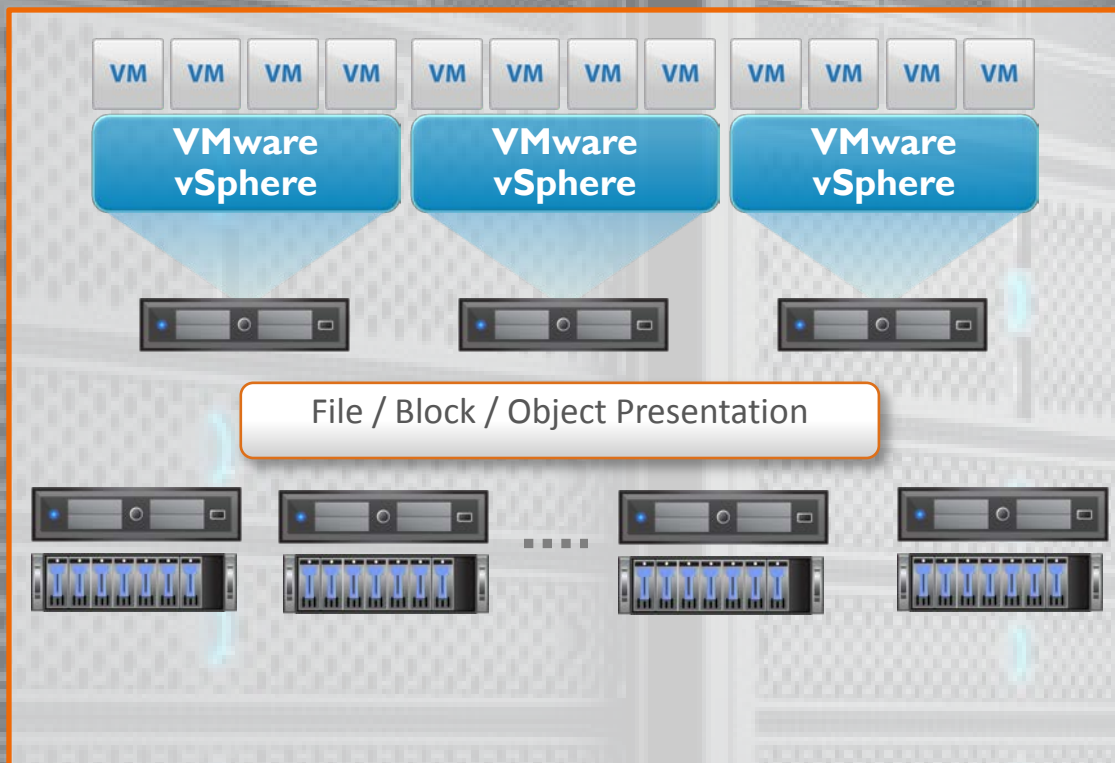 VM VM VM VM VM VM VM VM VM VM VM VM
VMware VMware VMware
vSphere vSphere vSphere
File / Block / Object Presentation